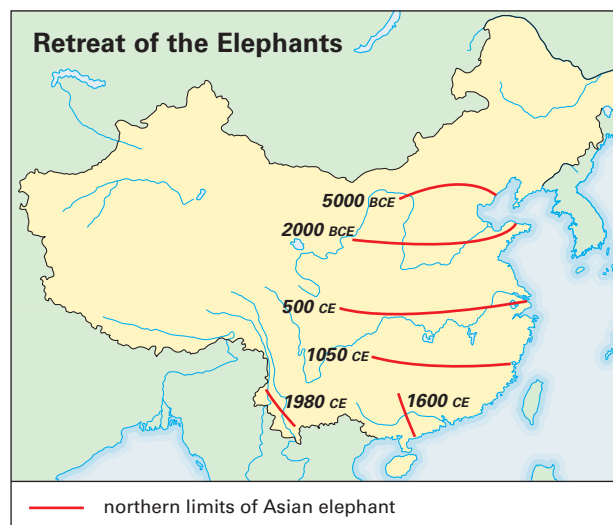 Retreat of the Elephants
5000 BCE
2000 BCE
500 CE
1050 CE
1980 CE
1600 CE
northern limits of Asian elephant